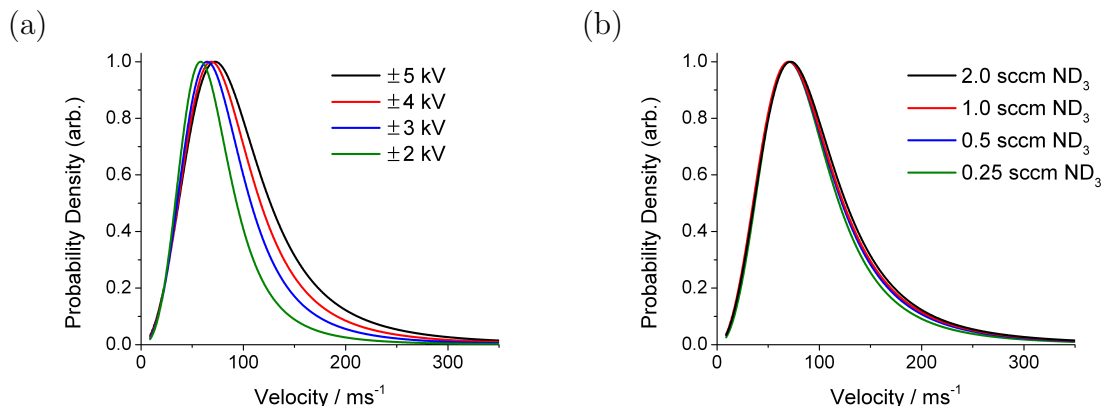 (a)
Probability Density (arb.)
1.0
0.8
0.6
0.4
0.2
0.0
0
100
200
300
Velocity / ms⁻¹
±5 kV
±4 kV
±3 kV
±2 kV
(b)
Probability Density (arb.)
1.0
0.8
0.6
0.4
0.2
0.0
0
100
200
300
Velocity / ms⁻¹
2.0 sccm ND₃
1.0 sccm ND₃
0.5 sccm ND₃
0.25 sccm ND₃